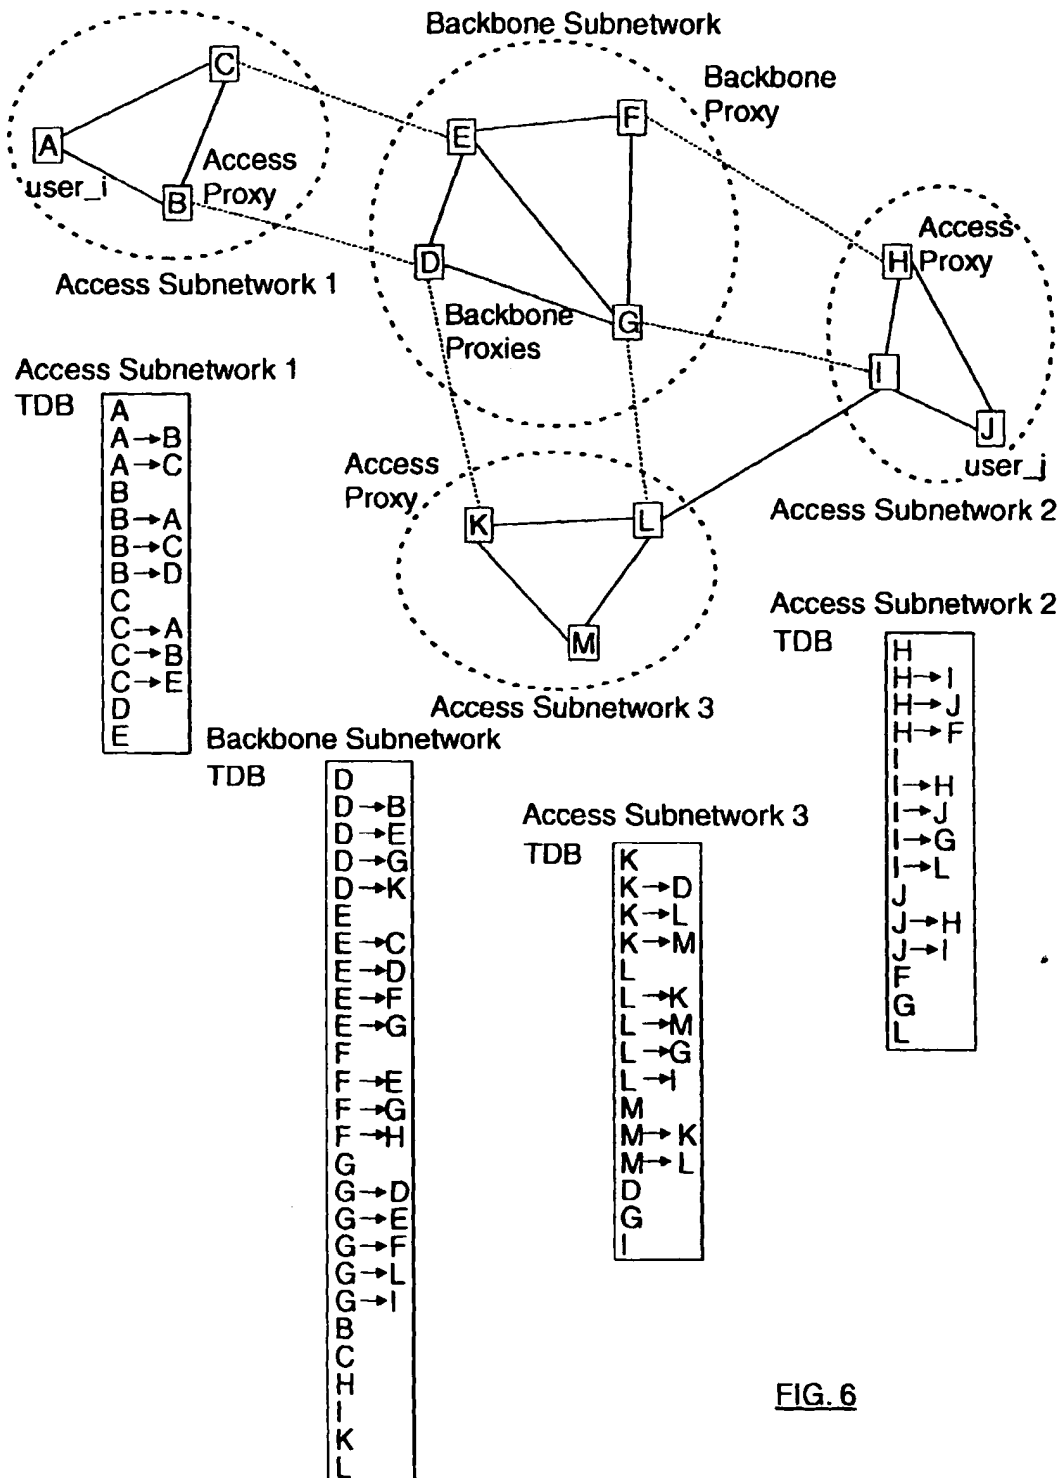 Backbone Subnetwork
Backbone
Proxy
C
F
E
A
Access
Proxy
user_i
B
Access
Proxy
D
H
Access Subnetwork 1
Backbone
Proxies
G
I
J
user_j
Access
Proxy
K
L
Access Subnetwork 2
M
Access Subnetwork 3
Access Subnetwork 1
TDB
A
A→B
A→C
B
B→A
B→C
B→D
C
C→A
C→B
C→E
D
E
Backbone Subnetwork
TDB
D
D→B
D→E
D→G
D→K
E
E→C
E→D
E→F
E→G
F
F→E
F→G
F→H
G
G→D
G→E
G→F
G→L
G→I
B
C
H
I
K
L
Access Subnetwork 3
TDB
K
K→D
K→L
K→M
L
L→K
L→M
L→G
L→I
M
M→K
M→L
D
G
I
Access Subnetwork 2
TDB
H
H→I
H→J
H→F
I
I→H
I→J
I→G
I→L
J
J→H
J→I
F
G
L
FIG. 6